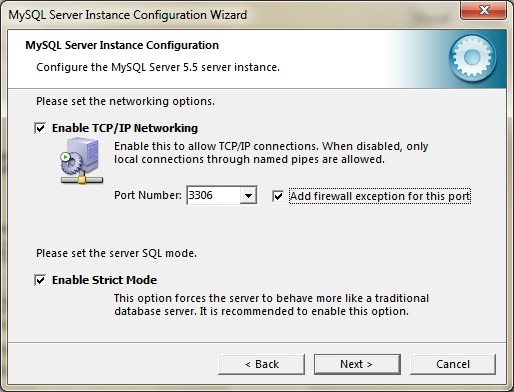 MySQL Server Instance Configuration Wizard
MySQL Server Instance Configuration
Configure the MySQL Server 5.5 server instance.
Please set the networking options.
Enable TCP/IP Networking
Enable this to allow TCP/IP connections. When disabled, only
local connections through named pipes are allowed.
Port Number: 3306 Add firewall exception for this port
Please set the server SQL mode.
Enable Strict Mode
This option forces the server to behave more like a traditional
database server. It is recommended to enable this option.
< Back Next > Cancel